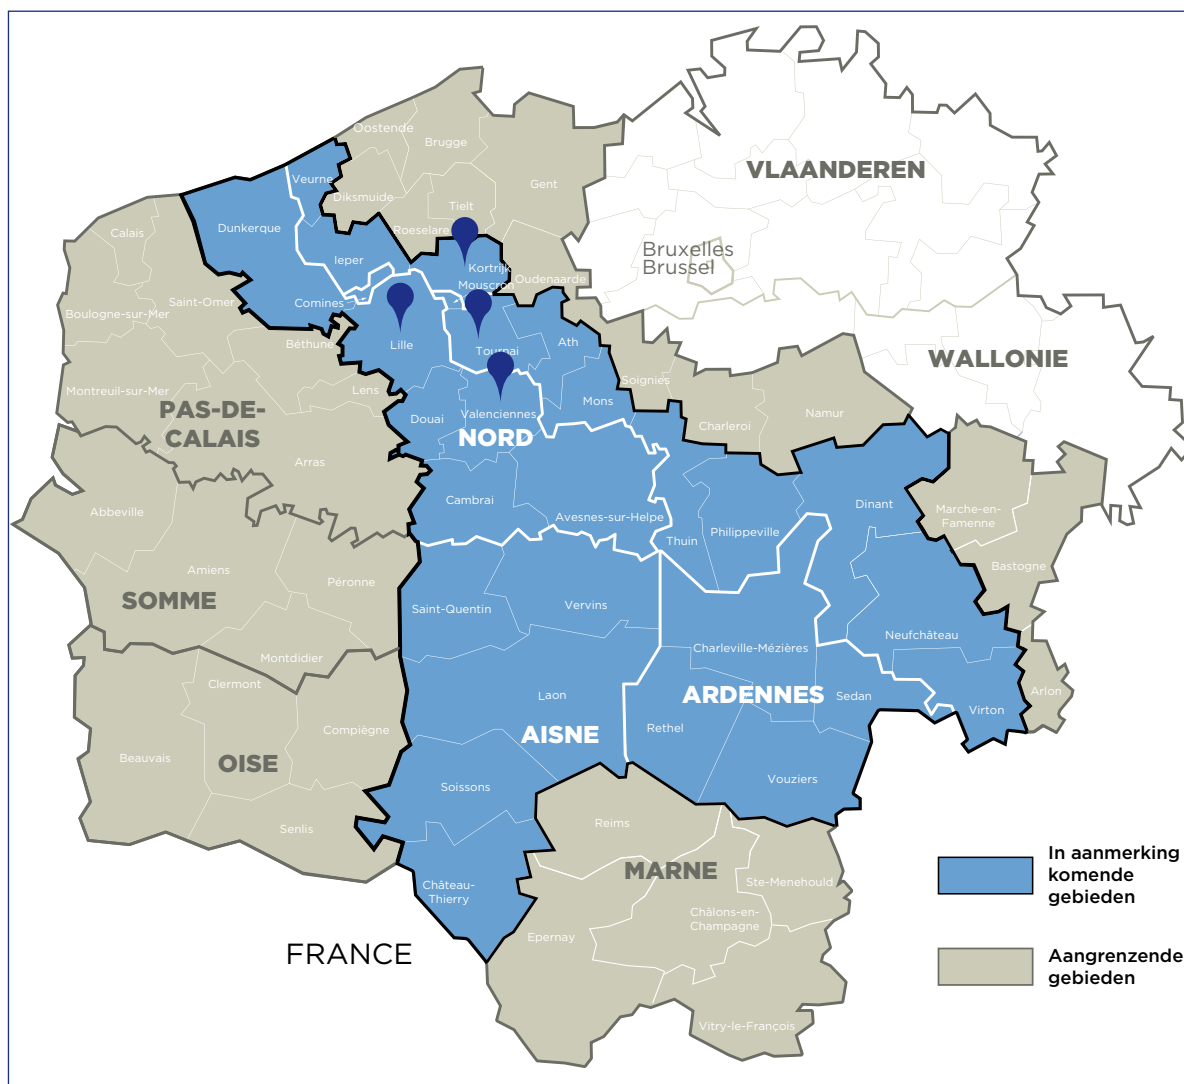 Oostende
Brugge
VLAANDEREN
Veurne
Gent
Diksmuide
Tielt
Dunkerque
Calais
Roeselare
Bruxelles
Brussel
Ieper
Kortrijk
Oudenaarde
Mouscron
Saint-Omer
Comines
Boulogne-sur-Mer
Béthune
Lille
Tournai
Ath
WALLONIE
Soignies
Montreuil-sur-Mer
Lens
Mons
PAS-DE-
CALAIS
Douai
Valenciennes
NORD
Charleroi
Namur
Arras
Cambrai
Avesnes-sur-Helpe
Dinant
Abbeville
Thuin
Philippeville
Marche-en-
Famenne
Bastogne
Amiens
Péronne
SOMME
Saint-Quentin
Vervins
Neufchâteau
Montdidier
Charleville-Mézières
Clermont
Laon
ARDENNES
Sedan
Arlon
Virton
Compiègne
Rethel
AISNE
Beauvais
OISE
Vouziers
Soissons
Senlis
Reims
MARNE
Château-
Thierry
Ste-Menehould
Châlons-en-
Champagne
Epernay
FRANCE
Vitry-le-François
In aanmerking
komende
gebieden
Aangrenzende
gebieden